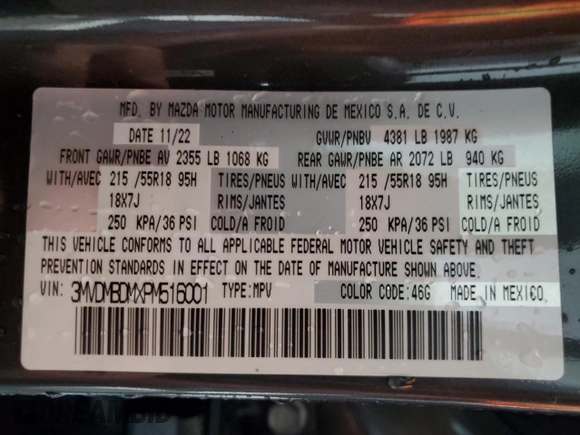 MFD. BY MAZDA MOTOR MANUFACTURING DE MEXICO S.A. DE C.V.
DATE 11/22 GVWR/PNBV 4381 LB 1987 KG
FRONT GAWR/PNBE AV 2355 LB 1068 KG REAR GAWR/PNBE AR 2072 LB 940 KG
WITH/AVEC 215 /55R18 95H TIRES/PNEUS WITH/AVEC 215 /55R18 95H TIRES/PNEUS
18X7J RIMS/JANTES 18X7J RIMS/JANTES
250 KPA/36 PSI COLD/A FROID 250 KPA/36 PSI COLD/A FROID
THIS VEHICLE CONFORMS TO ALL APPLICABLE FEDERAL MOTOR VEHICLE SAFETY AND THEFT
PREVENTION STANDARDS IN EFFECT ON THE DATE OF MANUFACTURE SHOWN ABOVE.
VIN: 3MVDMBDMXPM516001 TYPE:MPV COLOR CODE:46G MADE IN MEXICO.
DREAMBID